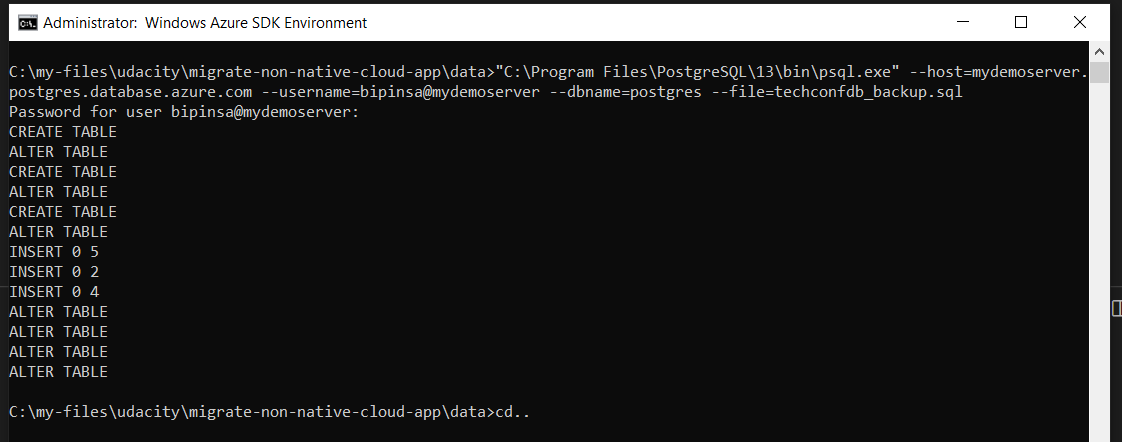 Administrator:  Windows Azure SDK Environment
C:\my-files\udacity\migrate-non-native-cloud-app\data>"C:\Program Files\PostgreSQL\13\bin\psql.exe" --host=mydemoserver.
postgres.database.azure.com --username=bipinsa@mydemoserver --dbname=postgres --file=techconfdb_backup.sql
Password for user bipinsa@mydemoserver:
CREATE TABLE
ALTER TABLE
CREATE TABLE
ALTER TABLE
CREATE TABLE
ALTER TABLE
INSERT 0 5
INSERT 0 2
INSERT 0 4
ALTER TABLE
ALTER TABLE
ALTER TABLE
ALTER TABLE
C:\my-files\udacity\migrate-non-native-cloud-app\data>cd..